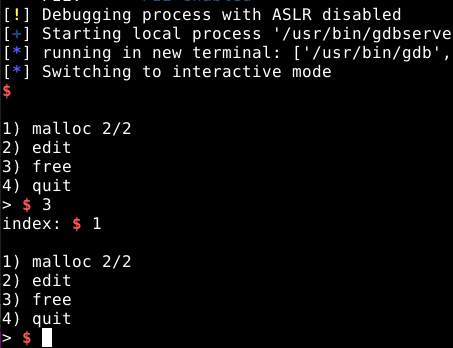 [!] Debugging process with ASLR disabled
[+] Starting local process '/usr/bin/gdbserve
[*] running in new terminal: ['/usr/bin/gdb',
[*] Switching to interactive mode
$
1) malloc 2/2
2) edit
3) free
4) quit
> $ 3
index: $ 1
1) malloc 2/2
2) edit
3) free
4) quit
> $